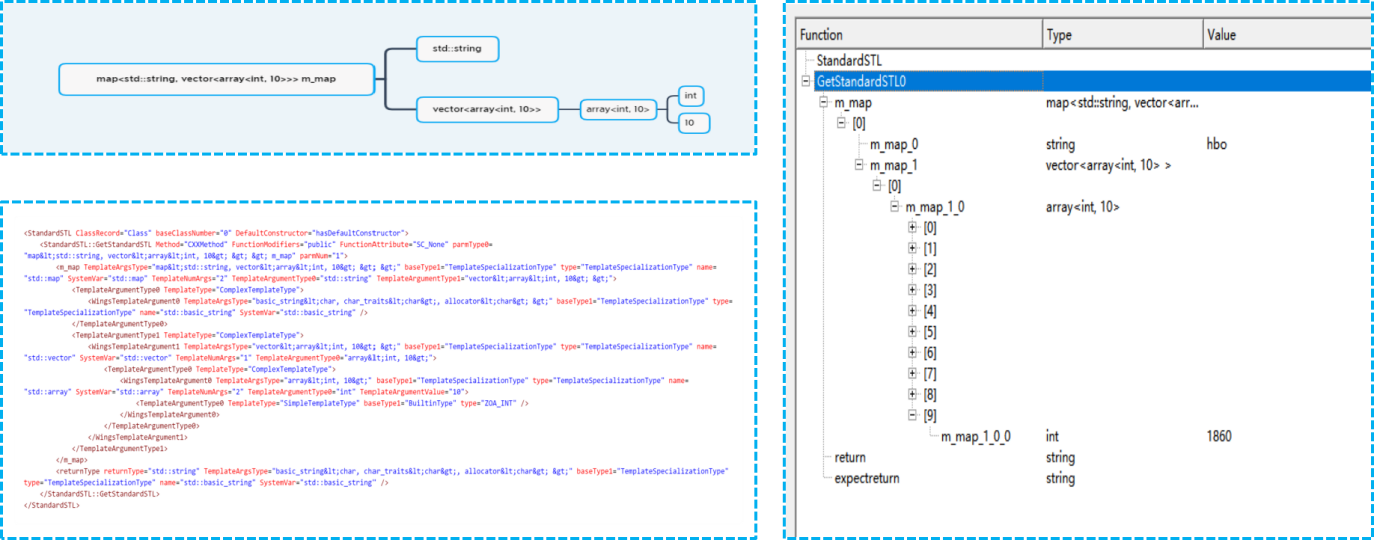 map<std::string, vector<array<int, 10>>> m_map
std::string
vector<array<int, 10>>
array<int, 10>
int
10
<StandardSTL ClassRecord="Class" baseClassNumber="0" DefaultConstructor="hasDefaultConstructor">
<StandardSTL::GetStandardSTL Method="CXXMethod" FunctionModifiers="public" FunctionAttribute="SC_None" parmType0=
"map&lt;std::string, vector&lt;array&lt;int, 10&gt; &gt; &gt; m_map" parmNum="1">
<m_map TemplateArgsType="map&lt;std::string, vector&lt;array&lt;int, 10&gt; &gt; &gt;" baseType1="TemplateSpecializationType" type="TemplateSpecializationType" name=
"std::map" SystemVar="std::map" TemplateNumArgs="2" TemplateArgumentType0="std::string" TemplateArgumentType1="vector&lt;array&lt;int, 10&gt; &gt;">
<TemplateArgumentType0 TemplateType="ComplexTemplateType">
<WingsTemplateArgument0 TemplateArgsType="basic_string&lt;char, char_traits&lt;char&gt;, allocator&lt;char&gt; &gt;" baseType1="TemplateSpecializationType" type=
"TemplateSpecializationType" name="std::basic_string" SystemVar="std::basic_string" />
</TemplateArgumentType0>
<TemplateArgumentType1 TemplateType="ComplexTemplateType">
<WingsTemplateArgument1 TemplateArgsType="vector&lt;array&lt;int, 10&gt; &gt;" baseType1="TemplateSpecializationType" type="TemplateSpecializationType" name=
"std::vector" SystemVar="std::vector" TemplateNumArgs="1" TemplateArgumentType0="array&lt;int, 10&gt;">
<TemplateArgumentType0 TemplateType="ComplexTemplateType">
<WingsTemplateArgument0 TemplateArgsType="array&lt;int, 10&gt;" baseType1="TemplateSpecializationType" type="TemplateSpecializationType" name=
"std::array" SystemVar="std::array" TemplateNumArgs="2" TemplateArgumentType0="int" TemplateArgumentValue="10">
<TemplateArgumentType0 TemplateType="SimpleTemplateType" baseType1="BuiltinType" type="ZOA_INT" />
</WingsTemplateArgument0>
</TemplateArgumentType0>
</WingsTemplateArgument1>
</TemplateArgumentType1>
</m_map>
<returnType returnType="std::string" TemplateArgsType="basic_string&lt;char, char_traits&lt;char&gt;, allocator&lt;char&gt; &gt;" baseType1="TemplateSpecializationType"
type="TemplateSpecializationType" name="std::basic_string" SystemVar="std::basic_string" />
</StandardSTL::GetStandardSTL>
</StandardSTL>
Function Type Value
StandardSTL
GetStandardSTL0
m_map map<std::string, vector<arr...
[0]
m_map_0 string hbo
m_map_1 vector<array<int, 10> >
[0]
m_map_1_0 array<int, 10>
[0]
[1]
[2]
[3]
[4]
[5]
[6]
[7]
[8]
[9]
m_map_1_0_0 int 1860
return string
expectreturn string